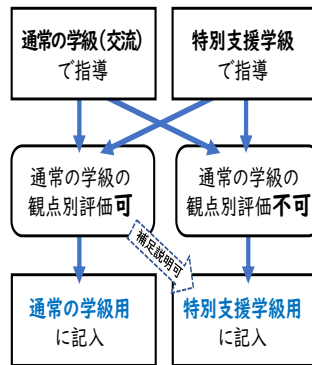 通常の学級(交流)
で指導
特別支援学級
で指導
通常の学級の
観点別評価可
通常の学級の
観点別評価不可
補足説明可
通常の学級用
に記入
特別支援学級用
に記入